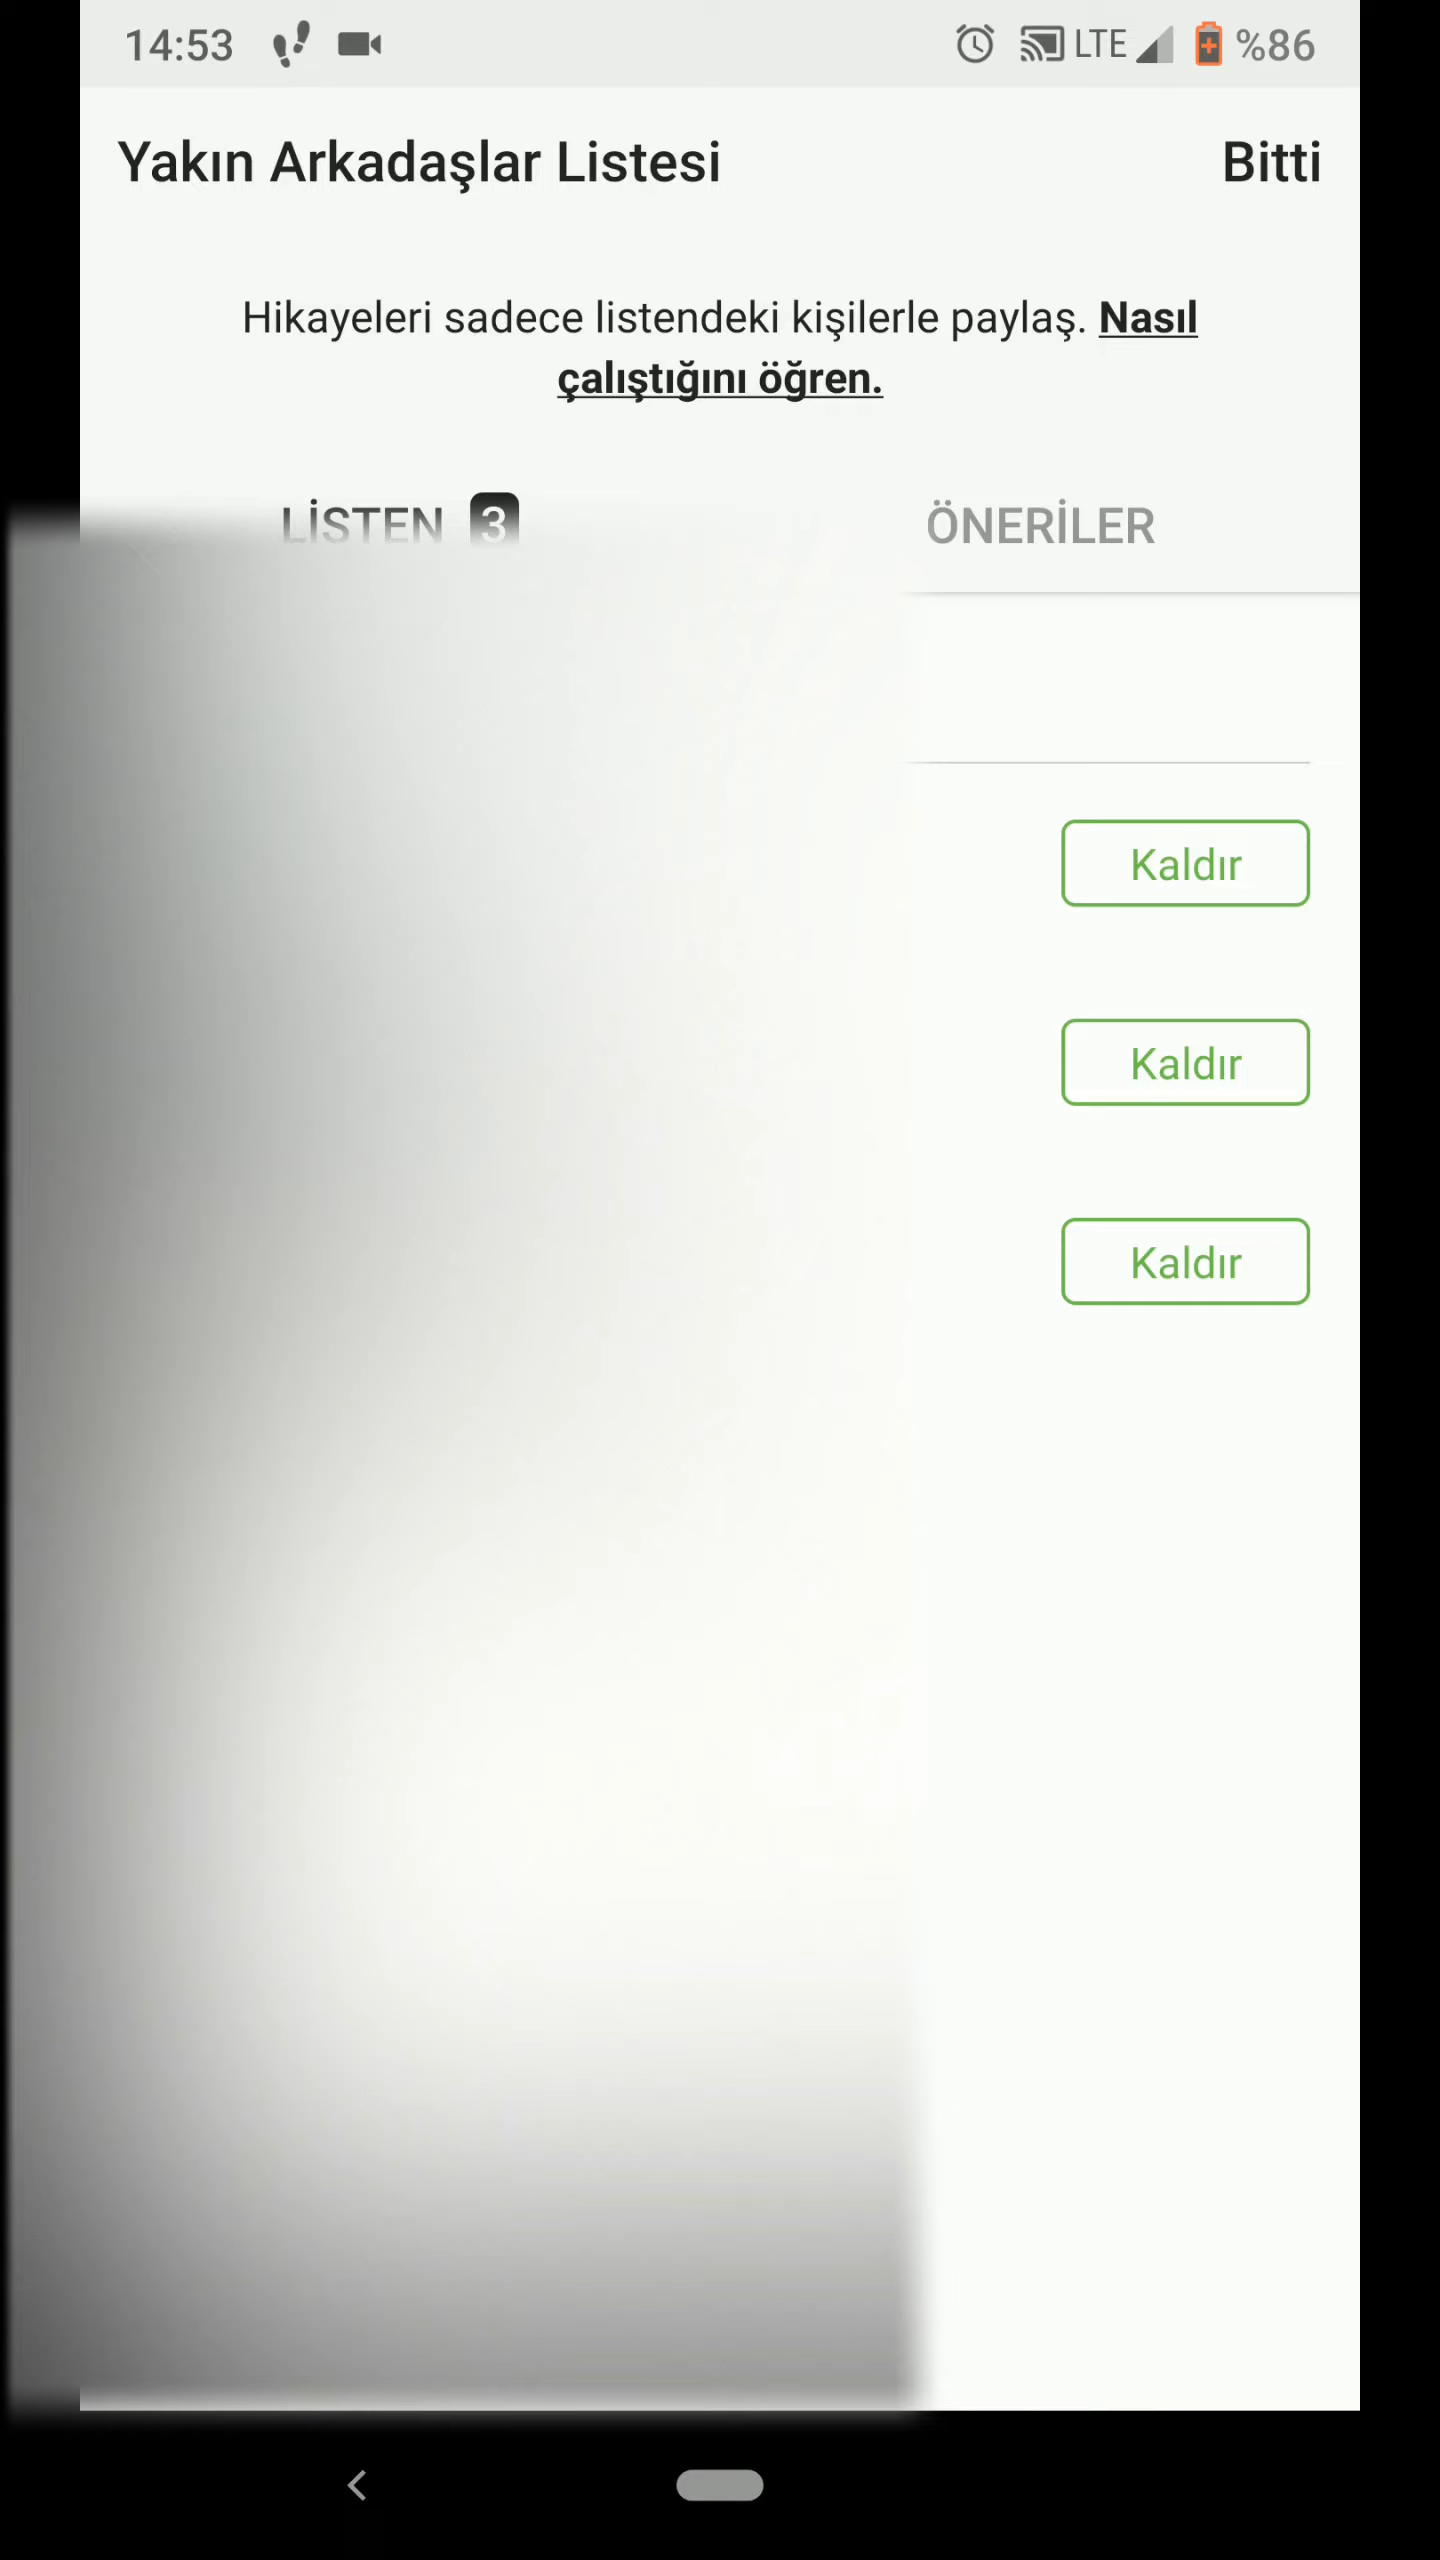 14:53 LTE %86
Yakın Arkadaşlar Listesi Bitti
Hikayeleri sadece listendeki kişilerle paylaş. Nasıl
çalıştığını öğren.
LİSTEN 3 ÖNERİLER
Kaldır
Kaldır
Kaldır